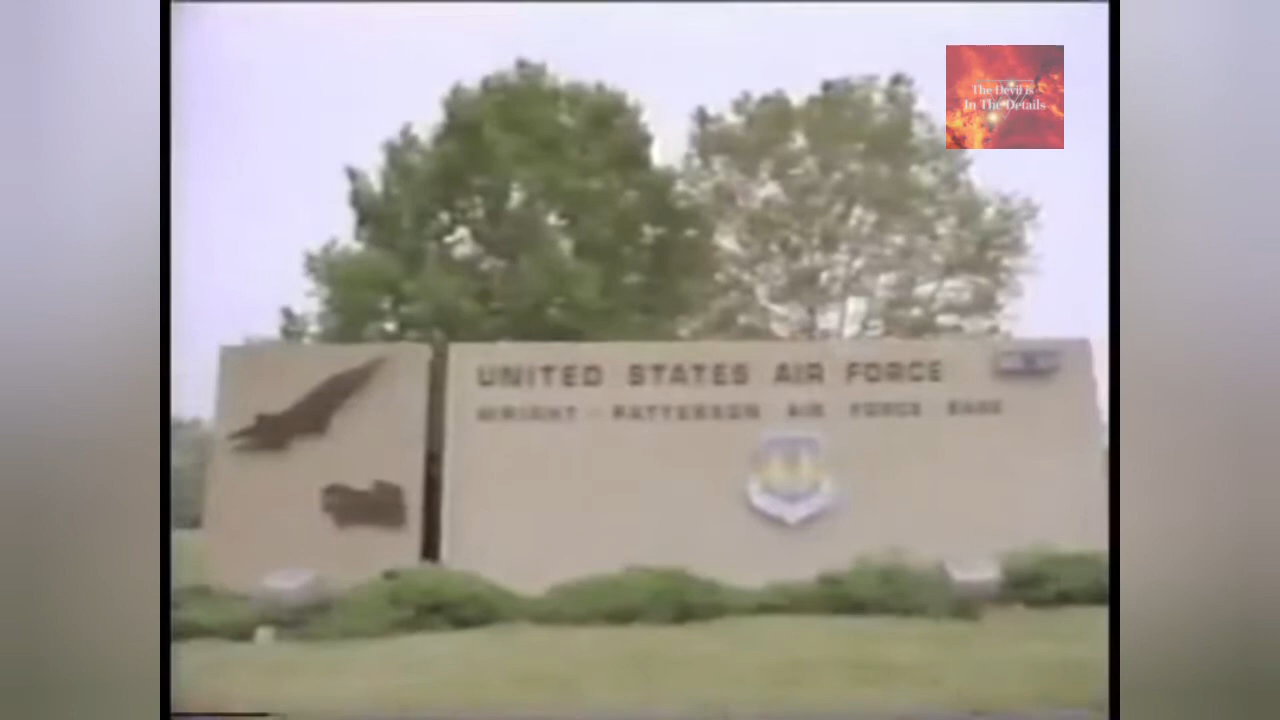 The Devil is
In The Details
UNITED STATES AIR FORCE
WRIGHT - PATTERSON AIR FORCE BASE